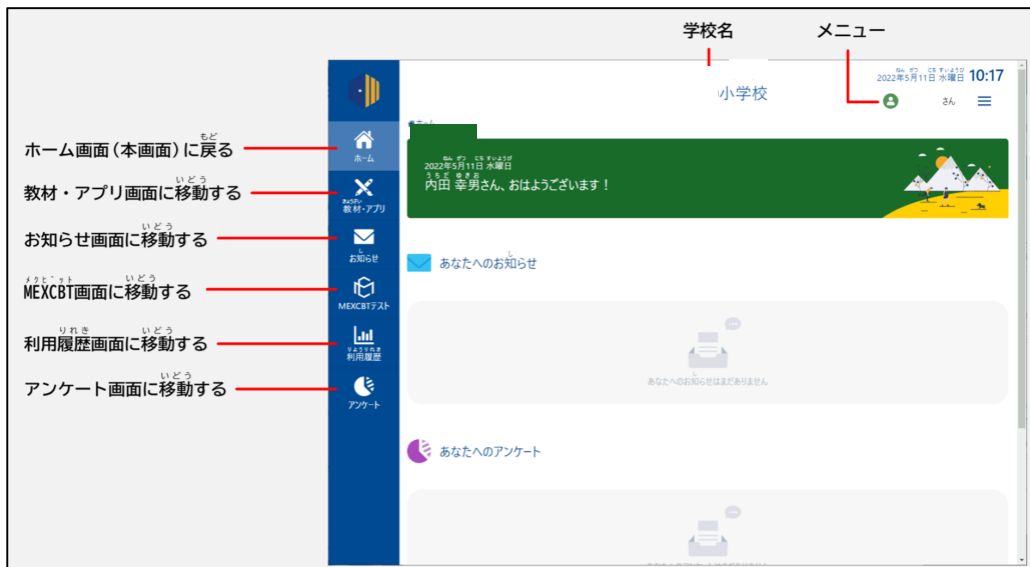 学校名
メニュー
2022年5月11日 水曜日 10:17
小学校
さん
ホーム画面(本画面)に戻る
教材・アプリ画面に移動する
お知らせ画面に移動する
MEXCBT画面に移動する
利用履歴画面に移動する
アンケート画面に移動する
ホーム
教材・アプリ
お知らせ
MEXCBTテスト
利用履歴
アンケート
ホーム
2022年5月11日 水曜日
内田 幸男さん、おはようございます!
あなたへのお知らせ
あなたへのお知らせはまだありません
あなたへのアンケート